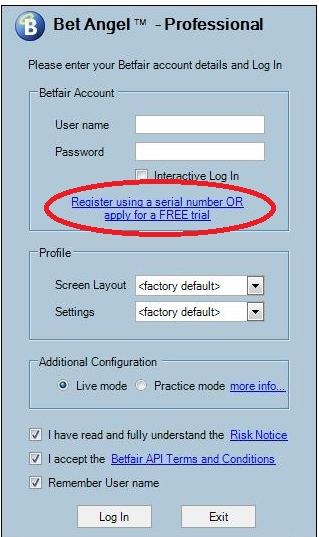 B Bet Angel ™ - Professional
Please enter your Betfair account details and Log In
Betfair Account
User name
Password
Interactive Log In
Register using a serial number OR
apply for a FREE trial
Profile
Screen Layout <factory default>
Settings <factory default>
Additional Configuration
Live mode Practice mode more info...
I have read and fully understand the Risk Notice
I accept the Betfair API Terms and Conditions
Remember User name
Log In Exit